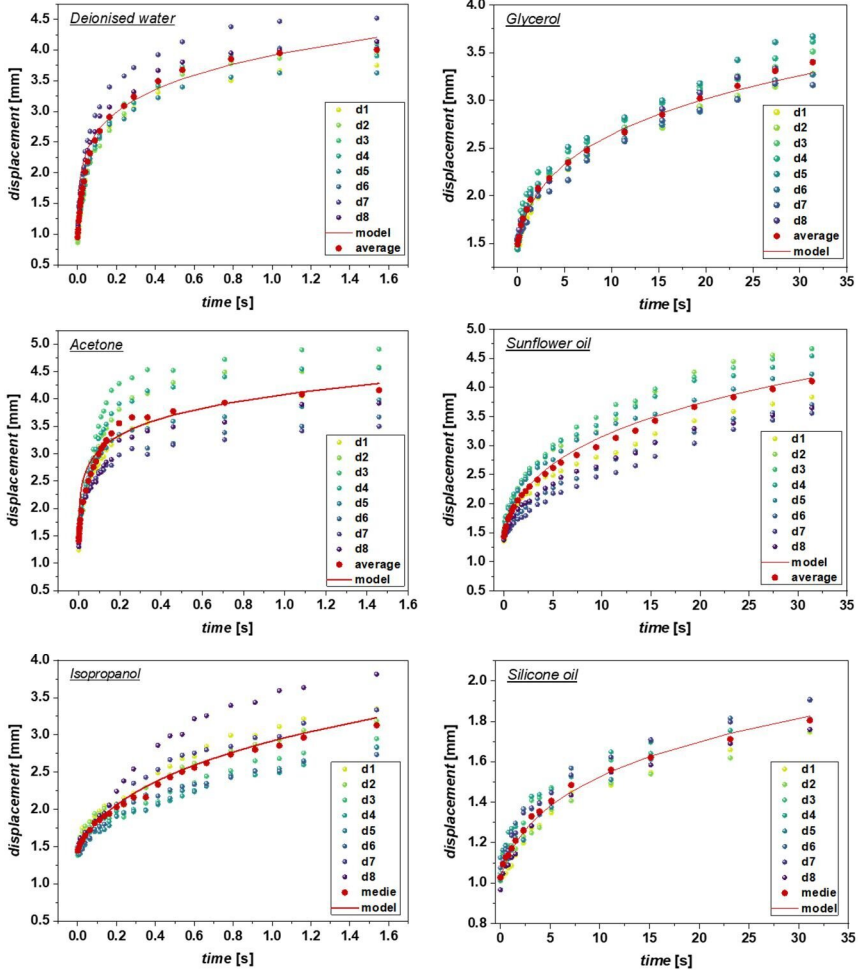 Deionised water
displacement [mm]
4.5
4.0
3.5
3.0
2.5
2.0
1.5
1.0
0.5
d1
d2
d3
d4
d5
d6
d7
d8
model
average
0.0 0.2 0.4 0.6 0.8 1.0 1.2 1.4 1.6
time [s]
Glycerol
displacement [mm]
4.0
3.5
3.0
2.5
2.0
1.5
d1
d2
d3
d4
d5
d6
d7
d8
average
model
0 5 10 15 20 25 30 35
time [s]
Acetone
displacement [mm]
5.0
4.5
4.0
3.5
3.0
2.5
2.0
1.5
1.0
0.5
d1
d2
d3
d4
d5
d6
d7
d8
average
model
0.0 0.2 0.4 0.6 0.8 1.0 1.2 1.4 1.6
time [s]
Sunflower oil
displacement [mm]
5.0
4.5
4.0
3.5
3.0
2.5
2.0
1.5
1.0
0.5
d1
d2
d3
d4
d5
d6
d7
d8
model
average
0 5 10 15 20 25 30 35
time [s]
Isopropanol
displacement [mm]
4.0
3.5
3.0
2.5
2.0
1.5
1.0
0.5
d1
d2
d3
d4
d5
d6
d7
d8
medie
model
0.0 0.2 0.4 0.6 0.8 1.0 1.2 1.4 1.6
time [s]
Silicone oil
displacement [mm]
2.0
1.8
1.6
1.4
1.2
1.0
0.8
d1
d2
d3
d4
d5
d6
d7
d8
average
model
0 5 10 15 20 25 30 35
time [s]